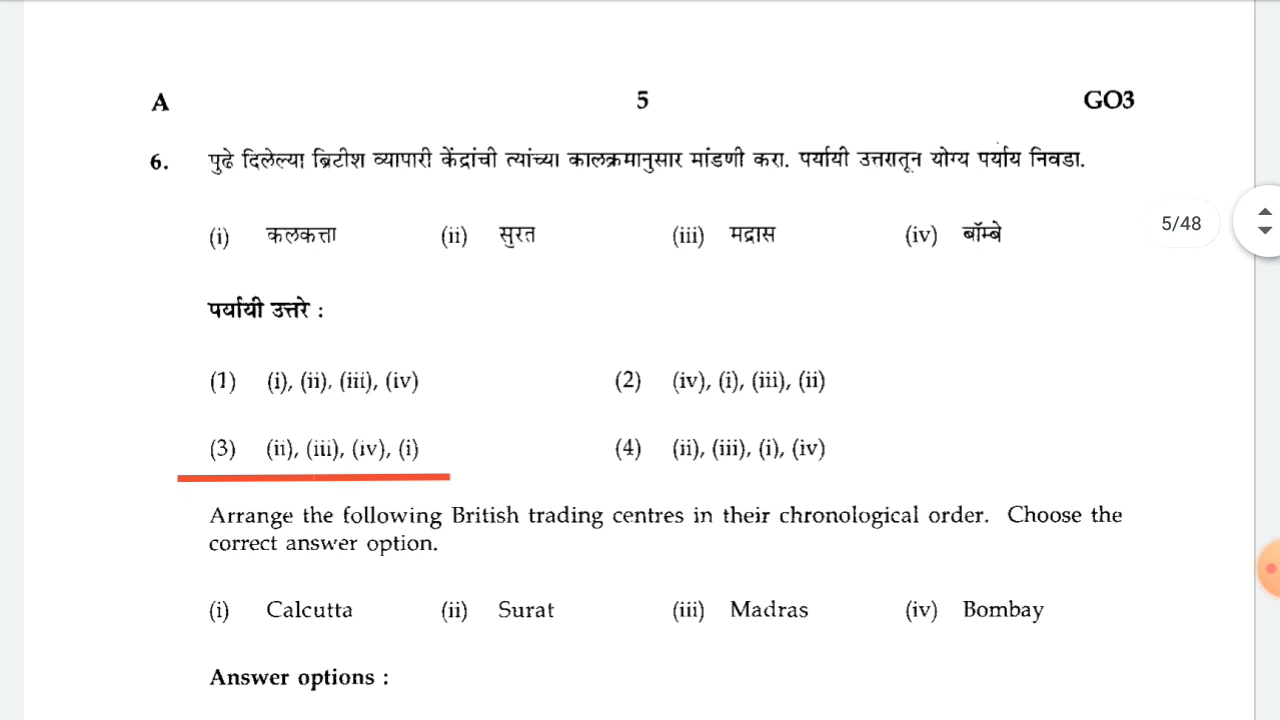 A 5 GO3
6. पुढे दिलेल्या ब्रिटीश व्यापारी केंद्रांची त्यांच्या कालक्रमानुसार मांडणी करा. पर्यायी उत्तरातून योग्य पर्याय निवडा.
5/48
(i) कलकत्ता (ii) सुरत (iii) मद्रास (iv) बॉम्बे
पर्यायी उत्तरे :
(1) (i), (ii), (iii), (iv) (2) (iv), (i), (iii), (ii)
(3) (ii), (iii), (iv), (i) (4) (ii), (iii), (i), (iv)
Arrange the following British trading centres in their chronological order. Choose the
correct answer option.
(i) Calcutta (ii) Surat (iii) Madras (iv) Bombay
Answer options :